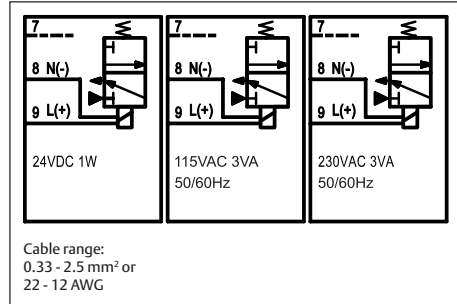 7
8 N(-)
9 L(+)
24VDC 1W
7
8 N(-)
9 L(+)
115VAC 3VA
50/60Hz
7
8 N(-)
9 L(+)
230VAC 3VA
50/60Hz
Cable range:
0.33 - 2.5 mm² or
22 - 12 AWG